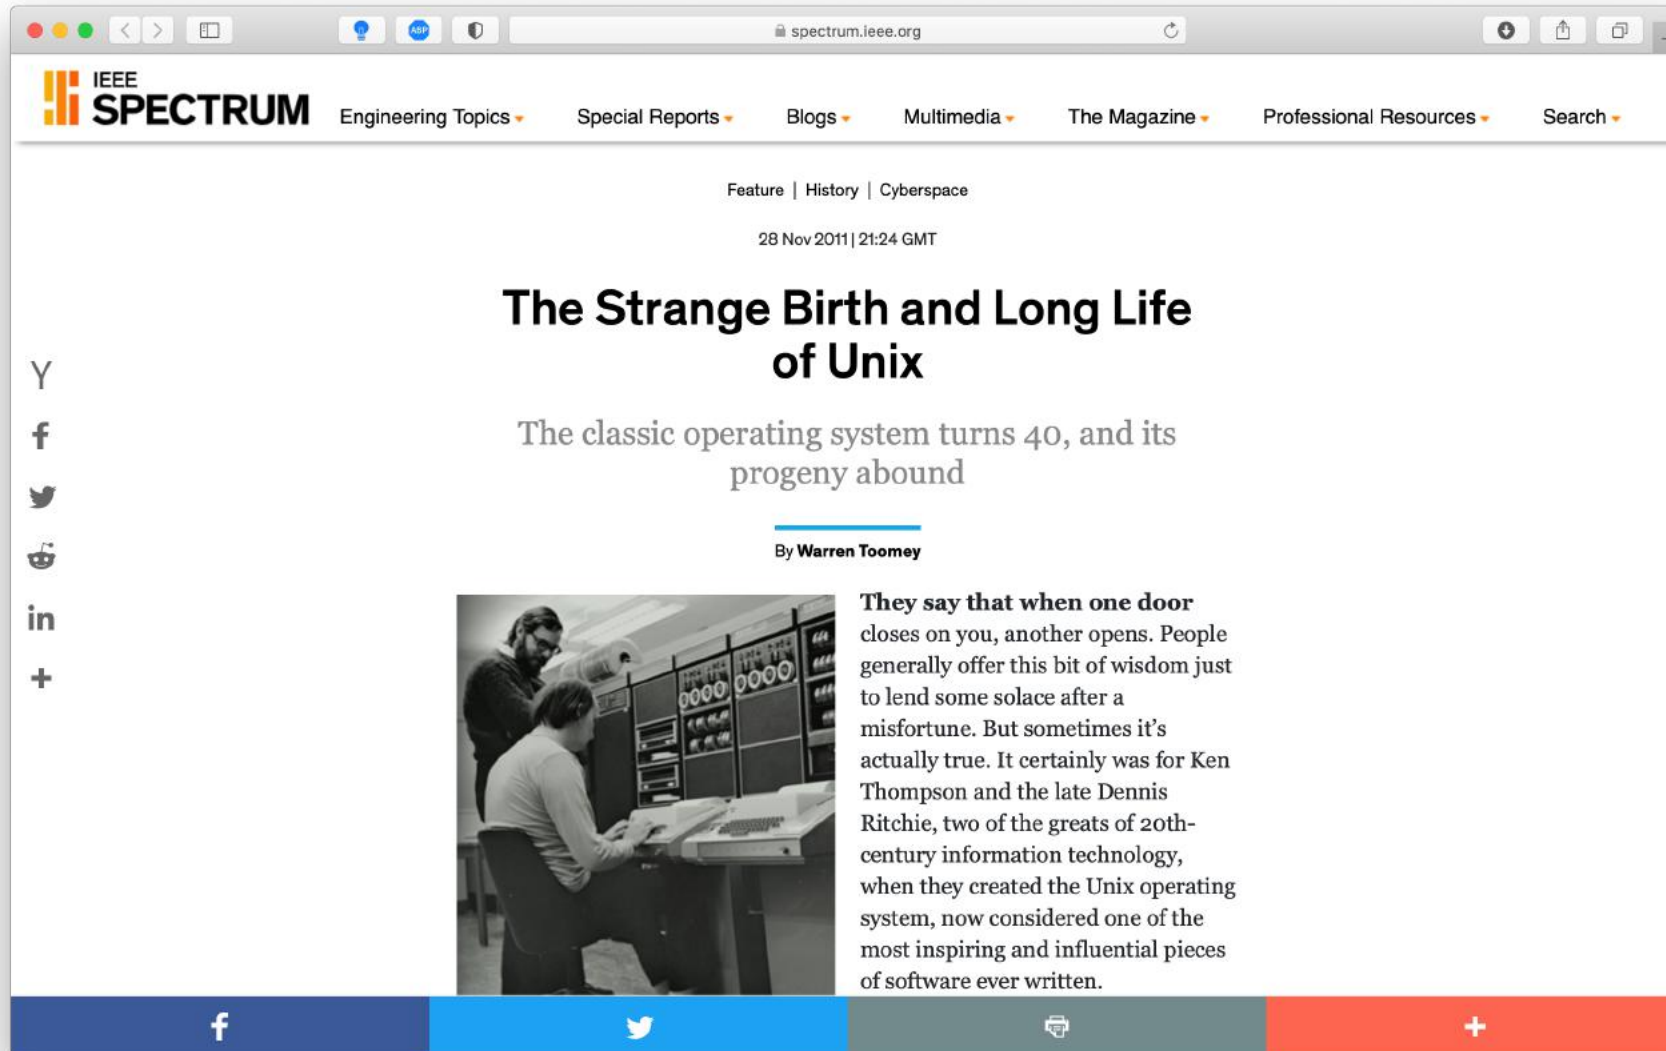 ABP
spectrum.ieee.org
IEEE
SPECTRUM
Engineering Topics
Special Reports
Blogs
Multimedia
The Magazine
Professional Resources
Search
Feature | History | Cyberspace
28 Nov 2011 | 21:24 GMT
The Strange Birth and Long Life
of Unix
The classic operating system turns 40, and its
progeny abound
By Warren Toomey
They say that when one door
closes on you, another opens. People
generally offer this bit of wisdom just
to lend some solace after a
misfortune. But sometimes it’s
actually true. It certainly was for Ken
Thompson and the late Dennis
Ritchie, two of the greats of 20th-
century information technology,
when they created the Unix operating
system, now considered one of the
most inspiring and influential pieces
of software ever written.